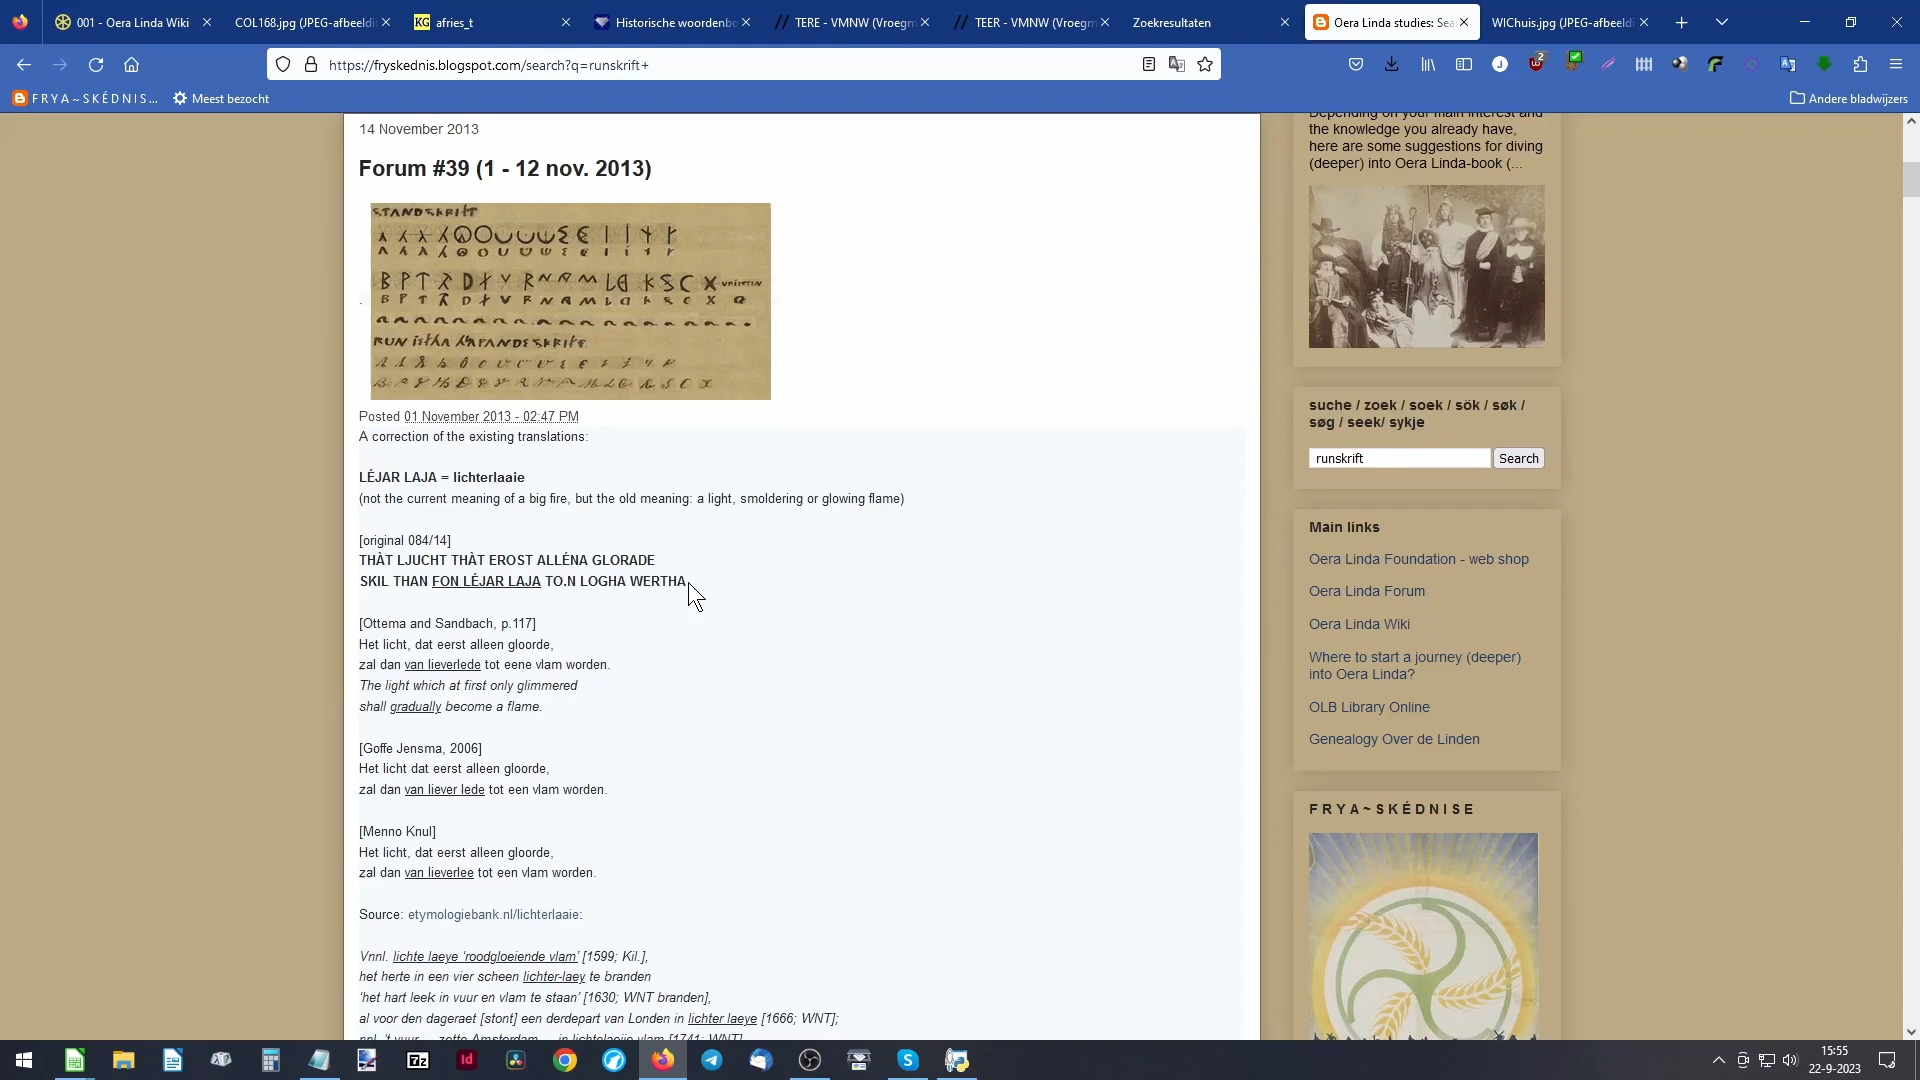 001 - Oera Linda Wiki
COL168.jpg (JPEG-afbeeldi
KG afries_t
Historische woordenbo
TERE - VMNW (Vroegm
TEER - VMNW (Vroegm
Zoekresultaten
Oera Linda studies: Sea
WIChuis.jpg (JPEG-afbeeldi
https://fryskednis.blogspot.com/search?q=runskrift+
F R Y A ~ S K É D N I S ...
Meest bezocht
Andere bladwijzers
14 November 2013
Forum #39 (1 - 12 nov. 2013)
STANDSKRIFT
Posted 01 November 2013 - 02:47 PM
A correction of the existing translations:
LÉJAR LAJA = lichterlaaie
(not the current meaning of a big fire, but the old meaning: a light, smoldering or glowing flame)
[original 084/14]
THÀT LJUCHT THÀT EROST ALLÉNA GLORADE
SKIL THAN FON LÉJAR LAJA TO.N LOGHA WERTHA
[Ottema and Sandbach, p.117]
Het licht, dat eerst alleen gloorde,
zal dan van lieverlede tot eene vlam worden.
The light which at first only glimmered
shall gradually become a flame.
[Goffe Jensma, 2006]
Het licht dat eerst alleen gloorde,
zal dan van liever lede tot een vlam worden.
[Menno Knul]
Het licht, dat eerst alleen gloorde,
zal dan van lieverlee tot een vlam worden.
Source: etymologiebank.nl/lichterlaaie:
Vnnl. lichte laeye ‘roodgloeiende vlam’ [1599; Kil.],
het herte in een vier scheen lichter-laey te branden
‘het hart leek in vuur en vlam te staan’ [1630; WNT branden],
al voor den dageraet [stont] een derdepart van Londen in lichter laeye [1666; WNT];
Depending on your main interest and
the knowledge you already have,
here are some suggestions for diving
(deeper) into Oera Linda-book (...
suche / zoek / soek / sök / søk /
søg / seek/ sykje
runskrift
Search
Main links
Oera Linda Foundation - web shop
Oera Linda Forum
Oera Linda Wiki
Where to start a journey (deeper)
into Oera Linda?
OLB Library Online
Genealogy Over de Linden
F R Y A ~ S K É D N I S E
15:55
22-9-2023